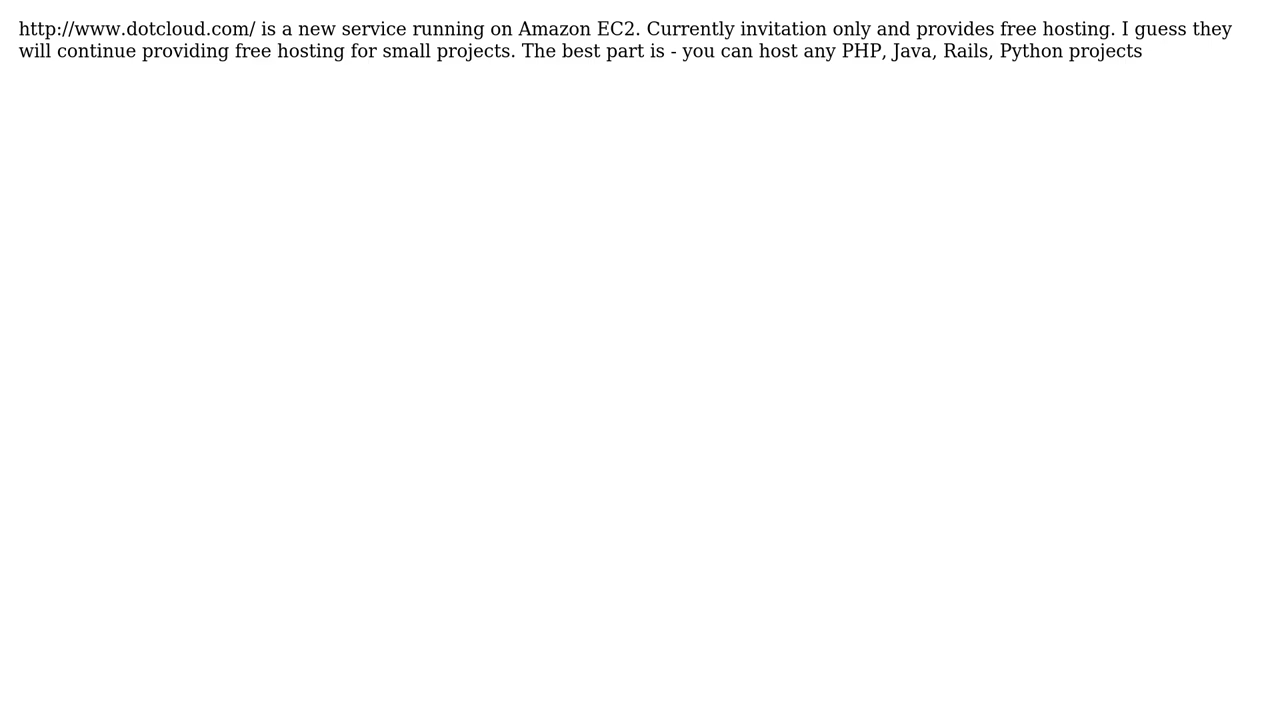 http://www.dotcloud.com/ is a new service running on Amazon EC2. Currently invitation only and provides free hosting. I guess they
will continue providing free hosting for small projects. The best part is - you can host any PHP, Java, Rails, Python projects